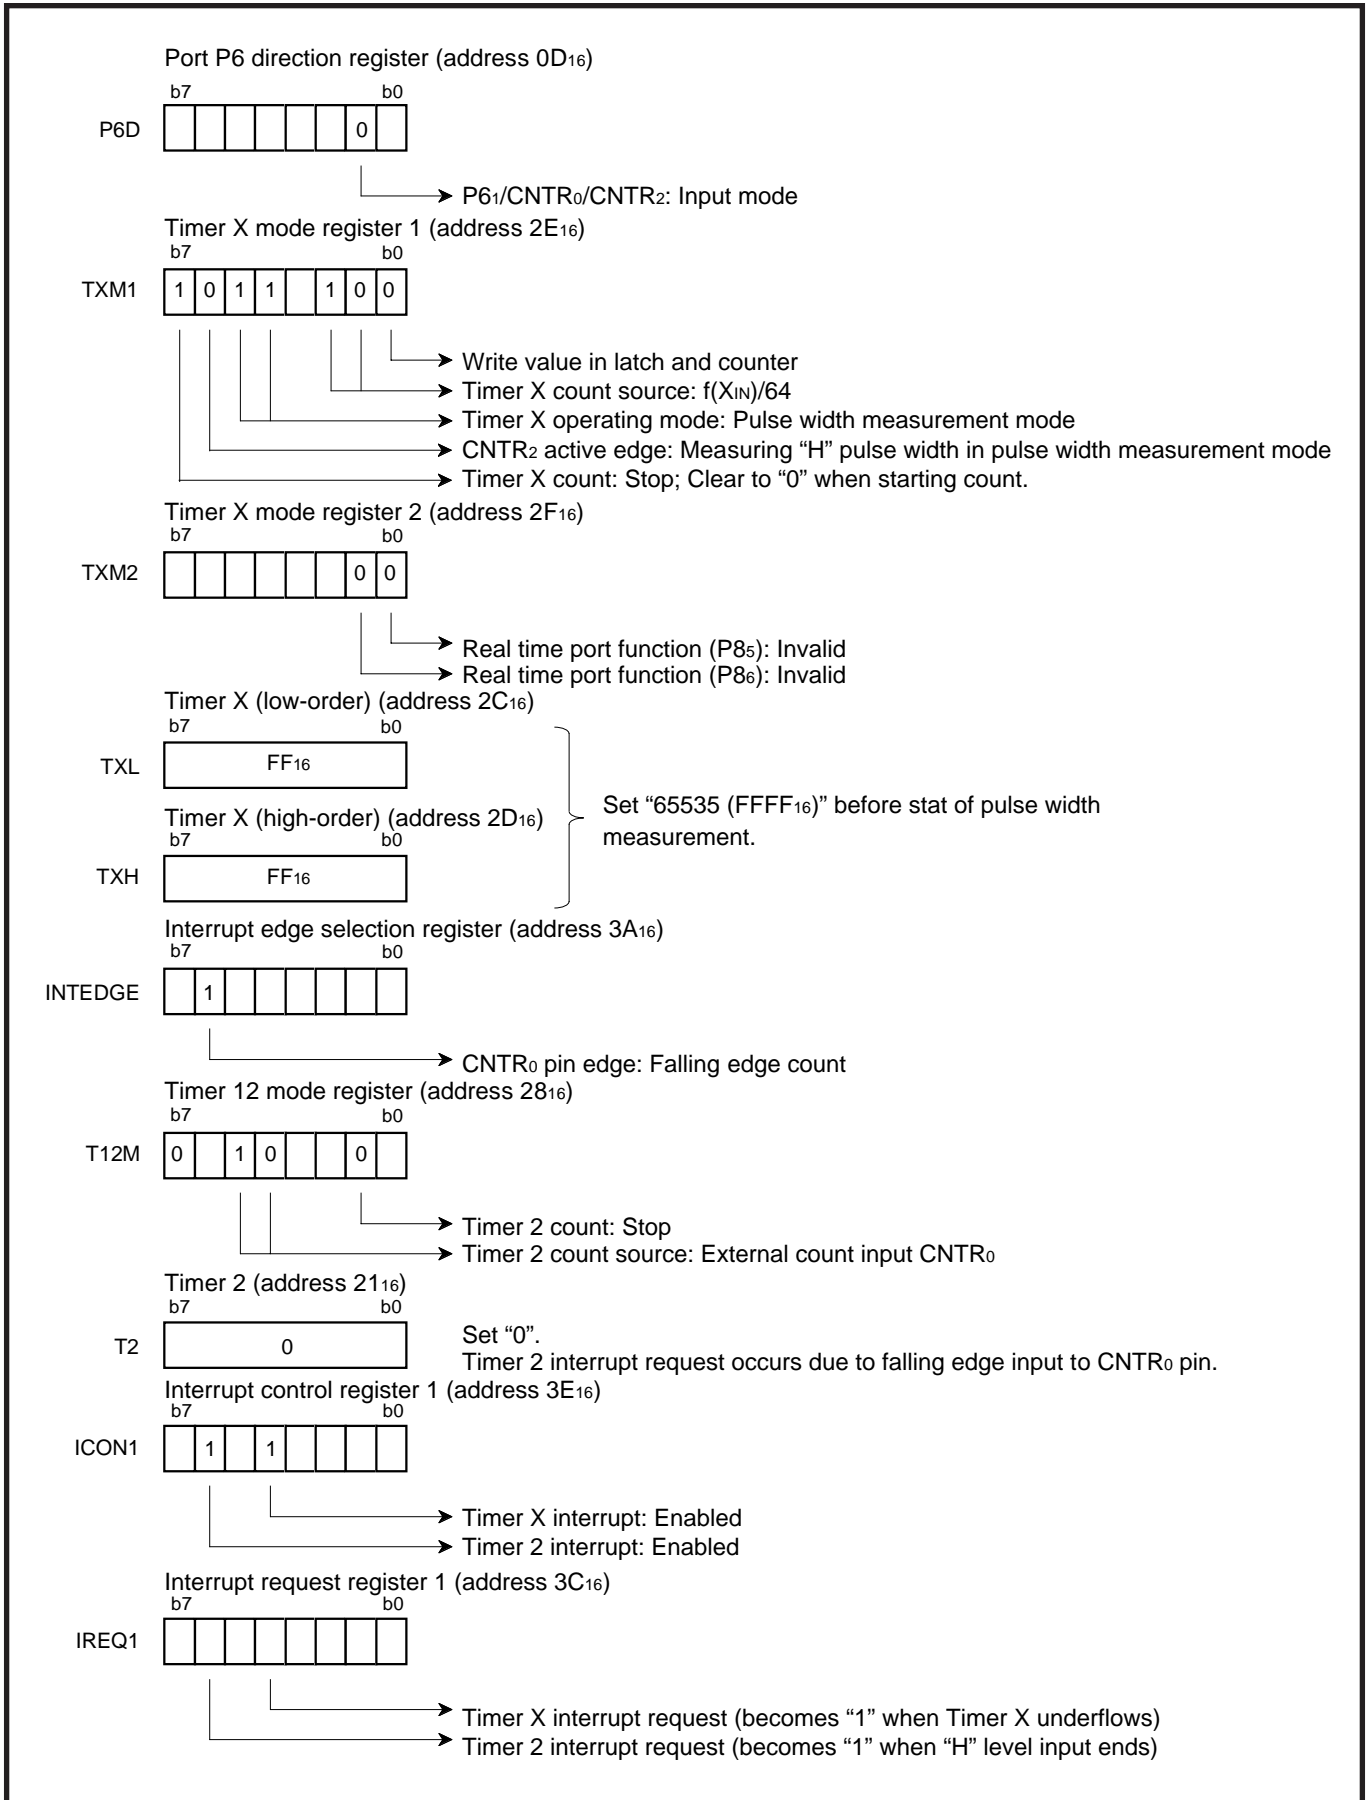 Port P6 direction register (address 0D16)
b7 b0
P6D 0
P61/CNTR0/CNTR2: Input mode
Timer X mode register 1 (address 2E16)
b7 b0
TXM1 1 0 1 1 1 0 0
Write value in latch and counter
Timer X count source: f(XIN)/64
Timer X operating mode: Pulse width measurement mode
CNTR2 active edge: Measuring “H” pulse width in pulse width measurement mode
Timer X count: Stop; Clear to “0” when starting count.
Timer X mode register 2 (address 2F16)
b7 b0
TXM2 0 0
Real time port function (P85): Invalid
Real time port function (P86): Invalid
Timer X (low-order) (address 2C16)
b7 b0
TXL FF16
Set “65535 (FFFF16)” before stat of pulse width
measurement.
Timer X (high-order) (address 2D16)
b7 b0
TXH FF16
Interrupt edge selection register (address 3A16)
b7 b0
INTEDGE 1
CNTR0 pin edge: Falling edge count
Timer 12 mode register (address 2816)
b7 b0
T12M 0 1 0 0
Timer 2 count: Stop
Timer 2 count source: External count input CNTR0
Timer 2 (address 2116)
b7 b0
T2 0
Set “0”.
Timer 2 interrupt request occurs due to falling edge input to CNTR0 pin.
Interrupt control register 1 (address 3E16)
b7 b0
ICON1 1 1
Timer X interrupt: Enabled
Timer 2 interrupt: Enabled
Interrupt request register 1 (address 3C16)
b7 b0
IREQ1
Timer X interrupt request (becomes “1” when Timer X underflows)
Timer 2 interrupt request (becomes “1” when “H” level input ends)